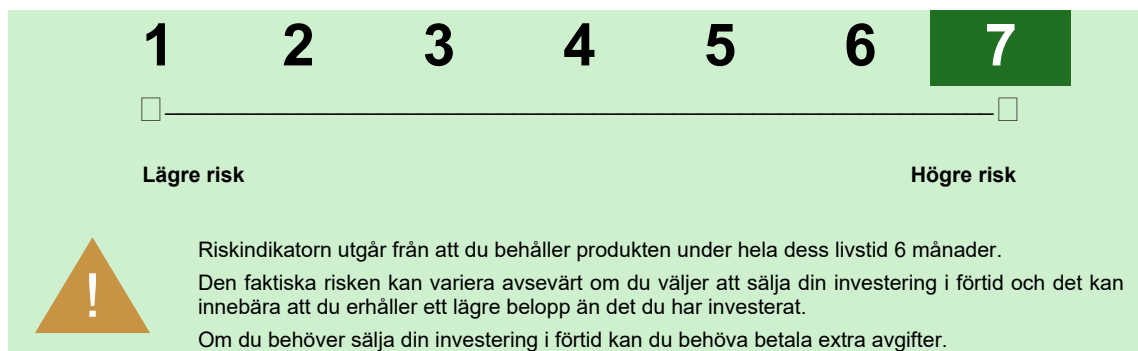 1 2 3 4 5 6 7
Lägre risk Högre risk
!
Riskindikatorn utgår från att du behåller produkten under hela dess livstid 6 månader.
Den faktiska risken kan variera avsevärt om du väljer att sälja din investering i förtid och det kan
innebära att du erhåller ett lägre belopp än det du har investerat.
Om du behöver sälja din investering i förtid kan du behöva betala extra avgifter.